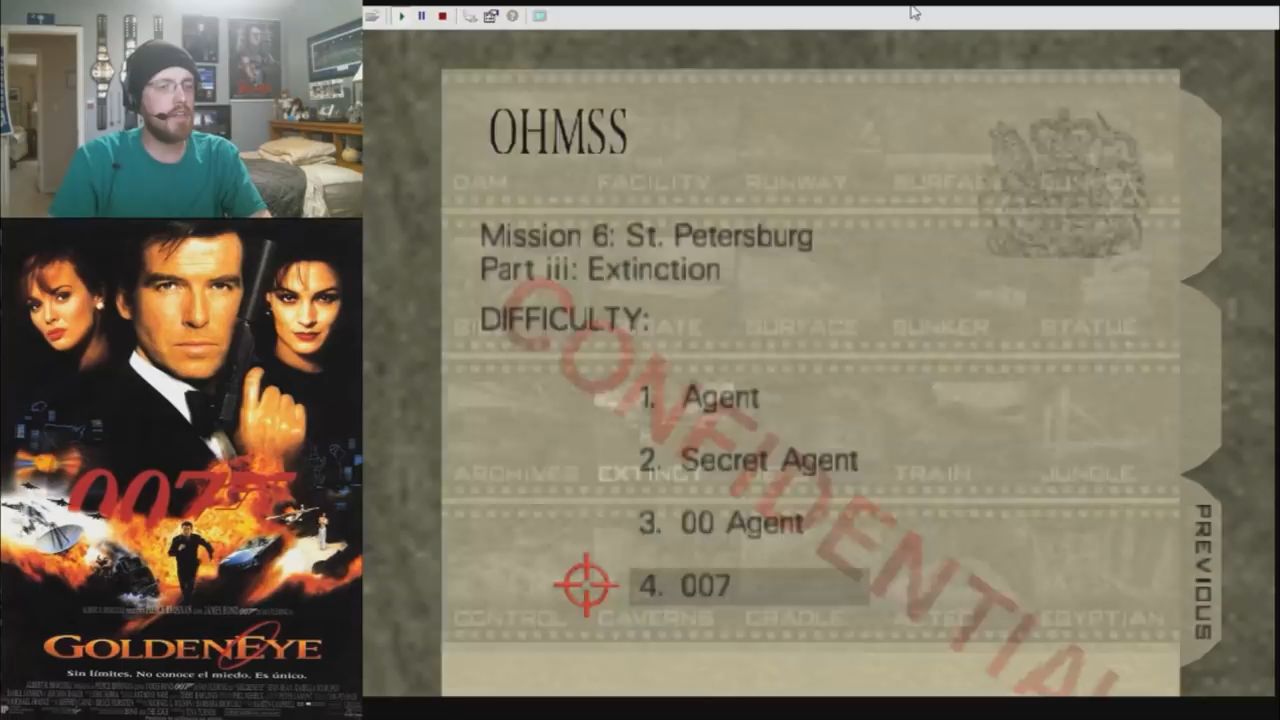 OHMSS
DAM FACILITY RUNWAY SURFACE
Mission 6: St. Petersburg
Part iii: Extinction
DIFFICULTY:
SURFACE BUNKER STATUE
1. Agent
2. Secret Agent
ARCHIVES EXTINCT TRAIN JUNGLE
3. 00 Agent
4. 007
CONTROL CAVERNS CRADLE EGYPTIAN
CONFIDENTIAL
PREVIOUS
007
GOLDENEYE
Sin límites. No conoce el miedo. Es único.